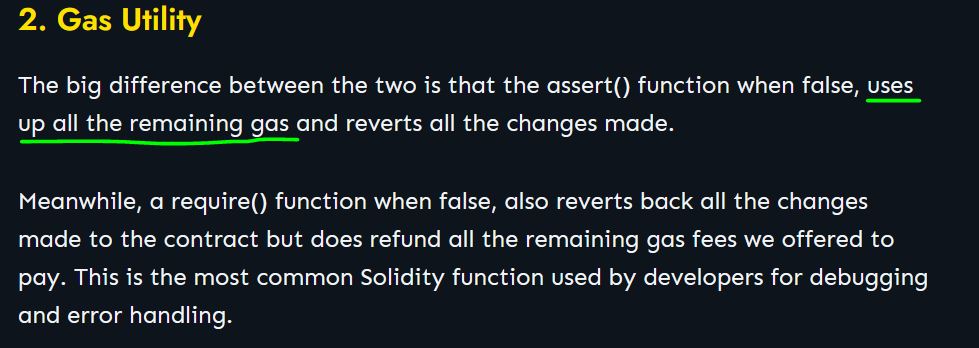 2. Gas Utility
The big difference between the two is that the assert() function when false, uses
up all the remaining gas and reverts all the changes made.
Meanwhile, a require() function when false, also reverts back all the changes
made to the contract but does refund all the remaining gas fees we offered to
pay. This is the most common Solidity function used by developers for debugging
and error handling.